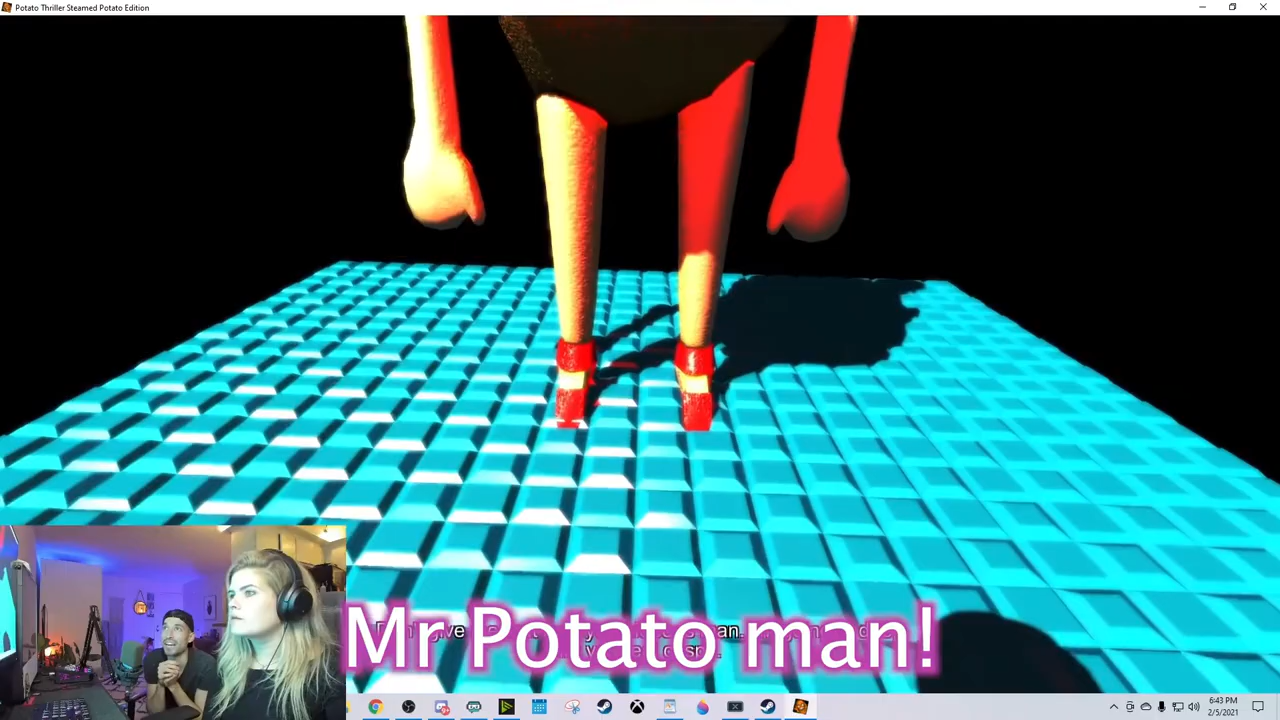 Potato Thriller Steamed Potato Edition
Mr Potato man!
6:43 PM
2/5/2021